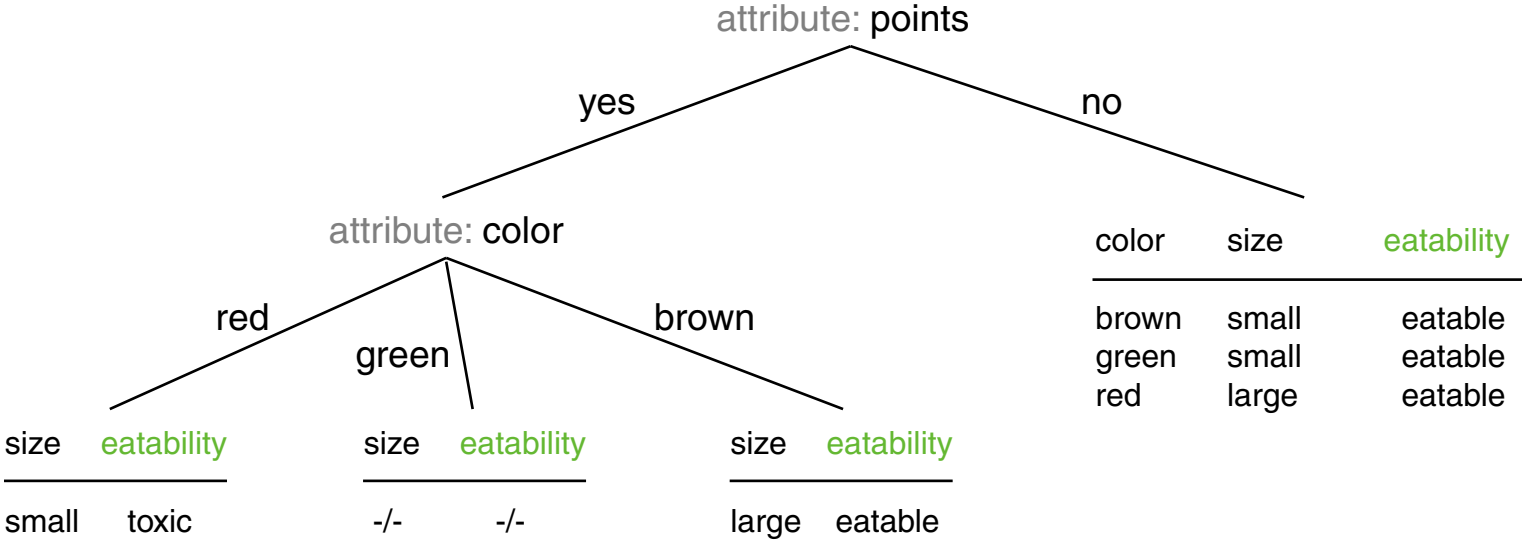 attribute: points
yes
no
attribute: color
red
green
brown
color size eatability
brown small eatable
green small eatable
red large eatable
size eatability
small toxic
size eatability
-/- -/-
size eatability
large eatable